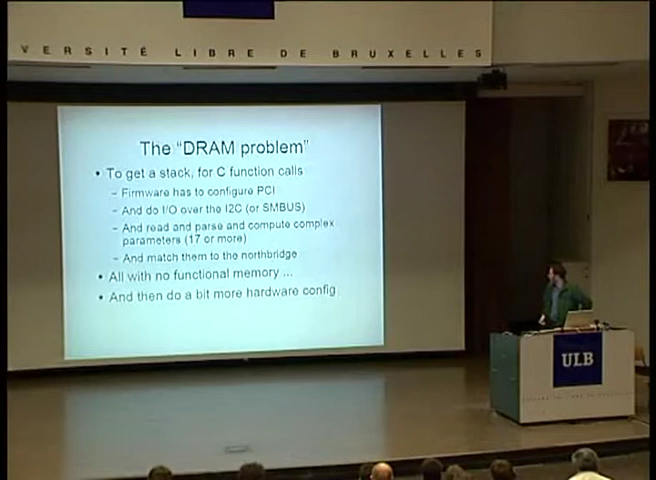 VERSITÉ LIBRE DE BRUXELLES
The "DRAM problem"
• To get a stack, for C function calls
– Firmware has to configure PCI
– And do I/O over the I2C (or SMBUS)
– And read and parse and compute complex
parameters (17 or more)
– And match them to the northbridge
• All with no functional memory ...
• And then do a bit more hardware config
ULB